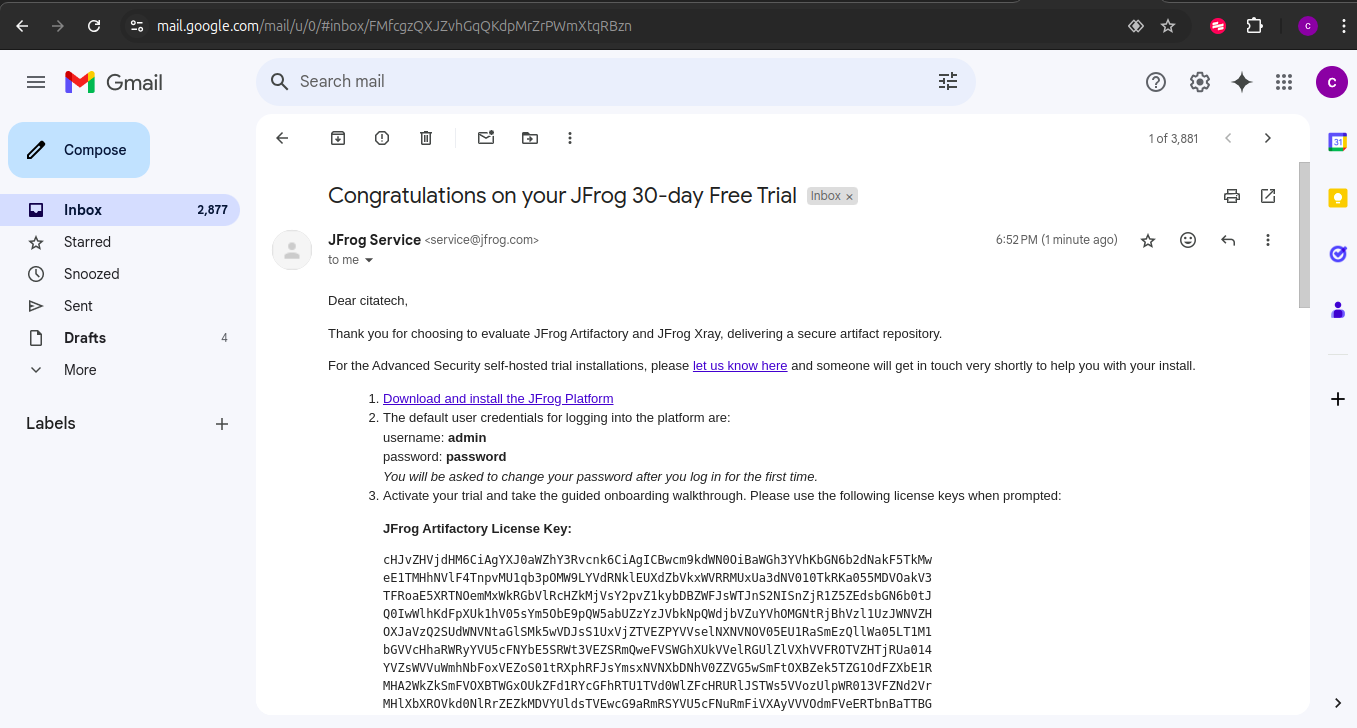 mail.google.com/mail/u/0/#inbox/FMfcgzQXJZvhGqQKdpMrZrPWmXtqRBzn
C
Gmail
Search mail
C
Compose
Inbox 2,877
Starred
Snoozed
Sent
Drafts 4
More
Labels
1 of 3,881
31
Congratulations on your JFrog 30-day Free Trial Inbox ×
JFrog Service <service@jfrog.com> 6:52 PM (1 minute ago)
to me
Dear citatech,
Thank you for choosing to evaluate JFrog Artifactory and JFrog Xray, delivering a secure artifact repository.
For the Advanced Security self-hosted trial installations, please let us know here and someone will get in touch very shortly to help you with your install.
1. Download and install the JFrog Platform
2. The default user credentials for logging into the platform are:
username: admin
password: password
You will be asked to change your password after you log in for the first time.
3. Activate your trial and take the guided onboarding walkthrough. Please use the following license keys when prompted:
JFrog Artifactory License Key:
cHJvZHVjdHM6CiAgYXJ0aWZhY3Rvcnk6CiAgICBwcm9kdWN0OiBaWGh3YVhKbGN6b2dNakF5TkMw
eE1TMHhNVlF4TnpvMU1qb3pOMW9LYVdRNklEUXdZbVkxWVRRMUxUa3dNV010TkRKa055MDVOakV3
TFRoaE5XRTNOemMxWkRGbVlRcHZkMjVsY2pvZ1kybDBZWFJsWTJnS2NISnZjR1Z5ZEdsbGN6b0tJ
Q0IwWlhKdFpXUk1hV05sYm5ObE9pQW5abUZzYzJVbkNpQWdjbVZuYVhOMGNtRjBhVzl1UzJWNVZH
OXJaVzQ2SUdWNVNtaGlSMk5wVDJsS1UxVjZTVEZPYVVselNXNVNOV05EU1RaSmEzQllWa05LT1M1
bGVVcHhaRWRyYVU5cFNYbE5SRWt3VEZSRmQweFVSWGhXUkVVelRGUlZlVXhVVFROTVZHTjRUa014
YVZsWVVuWmhNbFoxVEZoS01tRXphRFJsYmsxNVNXbDNhV0ZZVG5wSmFtOXBZek5TZG1OdFZXbE1R
MHA2WkZkSmFVOXBTWGxOUkZFd1RYcGFhRTU1TVd0WlZFcHRURlJSTWs5VVozUlpWR013VFZNd2Vr
MHlXbXROVkd0NlRrZEZkMDVYUldsTVEwcG9aRmRSYVU5cFNuRmFiVXAyVVVOdmFVeERTbnBaTTBG